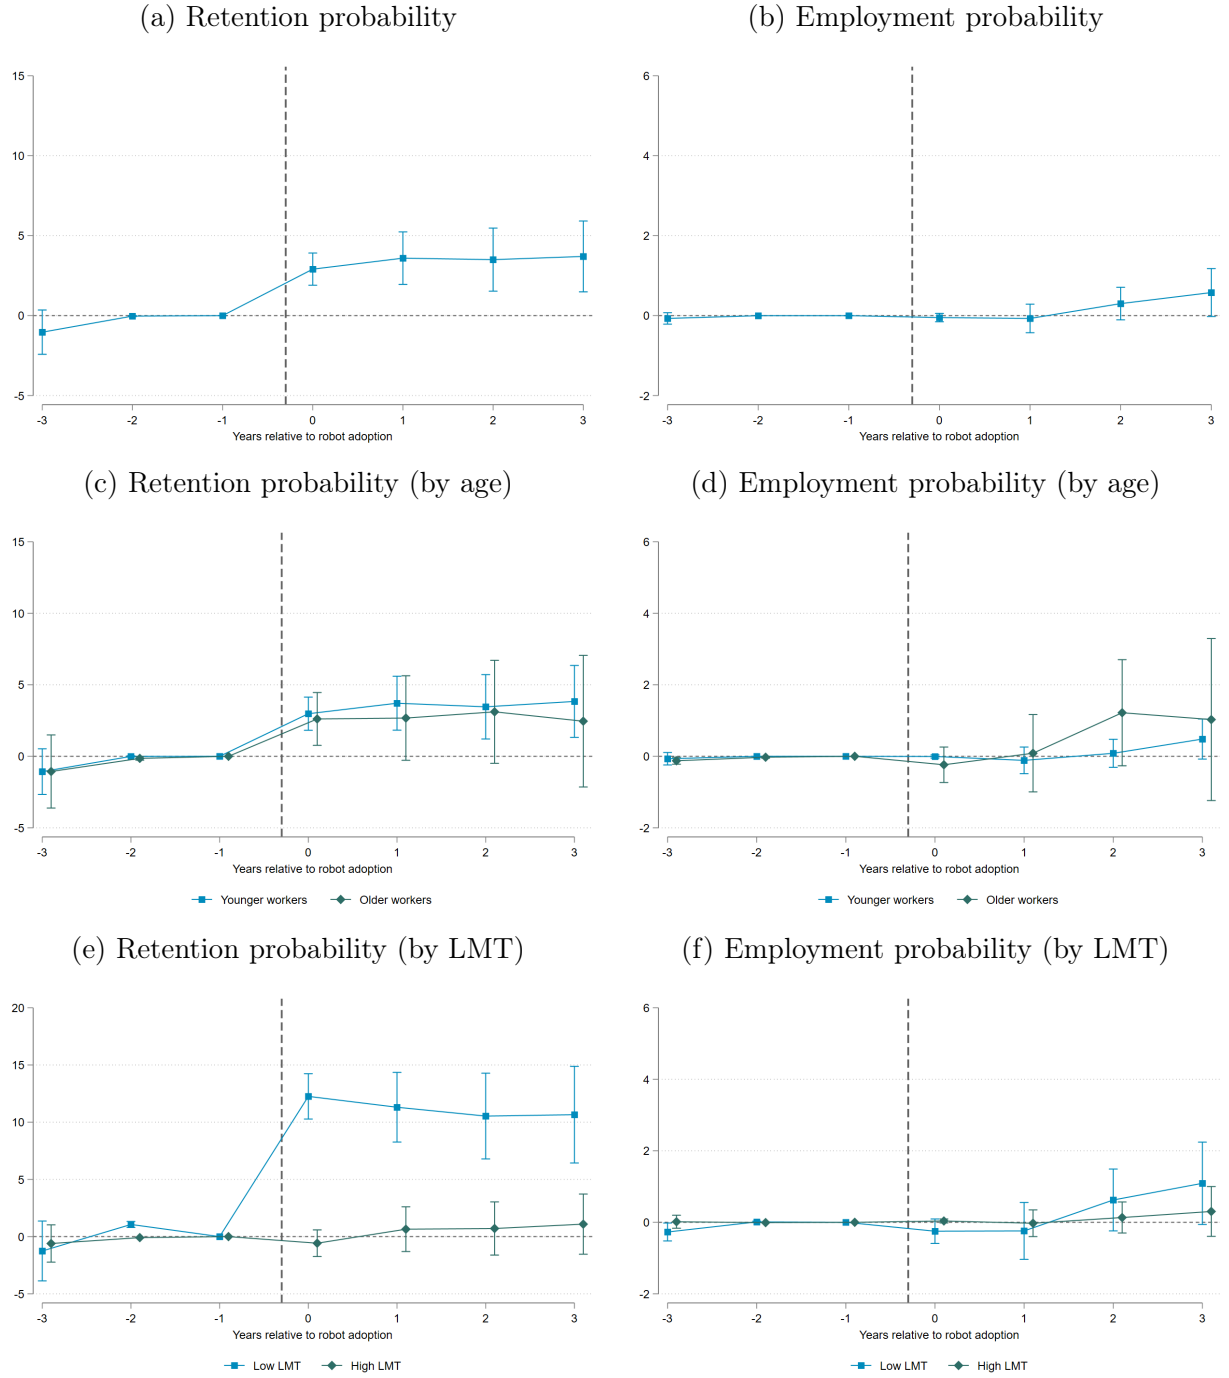 (a) Retention probability
15
10
5
0
-5
-3 -2 -1 0 1 2 3
Years relative to robot adoption
(b) Employment probability
6
4
2
0
-2
-3 -2 -1 0 1 2 3
Years relative to robot adoption
(c) Retention probability (by age)
15
10
5
0
-5
-3 -2 -1 0 1 2 3
Years relative to robot adoption
Younger workers Older workers
(d) Employment probability (by age)
6
4
2
0
-2
-3 -2 -1 0 1 2 3
Years relative to robot adoption
Younger workers Older workers
(e) Retention probability (by LMT)
20
15
10
5
0
-5
-3 -2 -1 0 1 2 3
Years relative to robot adoption
Low LMT High LMT
(f) Employment probability (by LMT)
6
4
2
0
-2
-3 -2 -1 0 1 2 3
Years relative to robot adoption
Low LMT High LMT